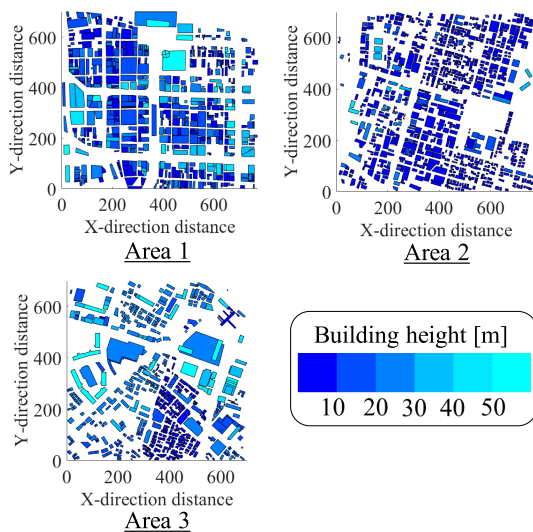 Y-direction distance
600
400
200
0
0 200 400 600
X-direction distance
Area 1
Y-direction distance
600
400
200
0
0 200 400 600
X-direction distance
Area 2
Y-direction distance
600
400
200
0
0 200 400 600
X-direction distance
Area 3
Building height [m]
10 20 30 40 50